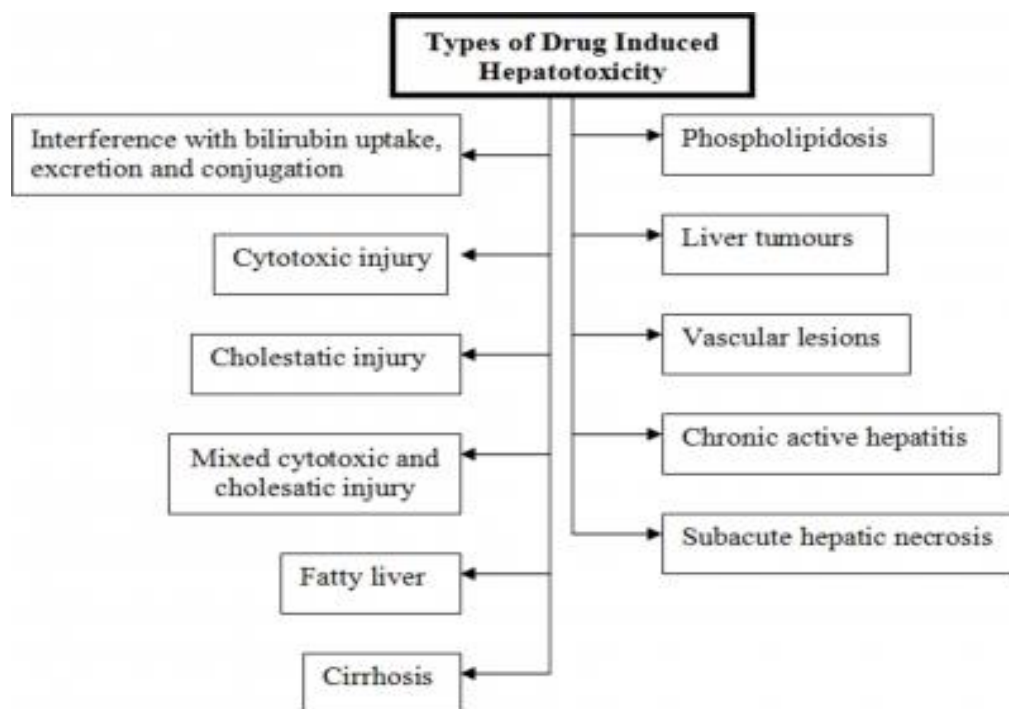 Types of Drug Induced
Hepatotoxicity
Interference with bilirubin uptake,
excretion and conjugation
Cytotoxic injury
Cholestatic injury
Mixed cytotoxic and
cholesatic injury
Fatty liver
Cirrhosis
Phospholipidosis
Liver tumours
Vascular lesions
Chronic active hepatitis
Subacute hepatic necrosis